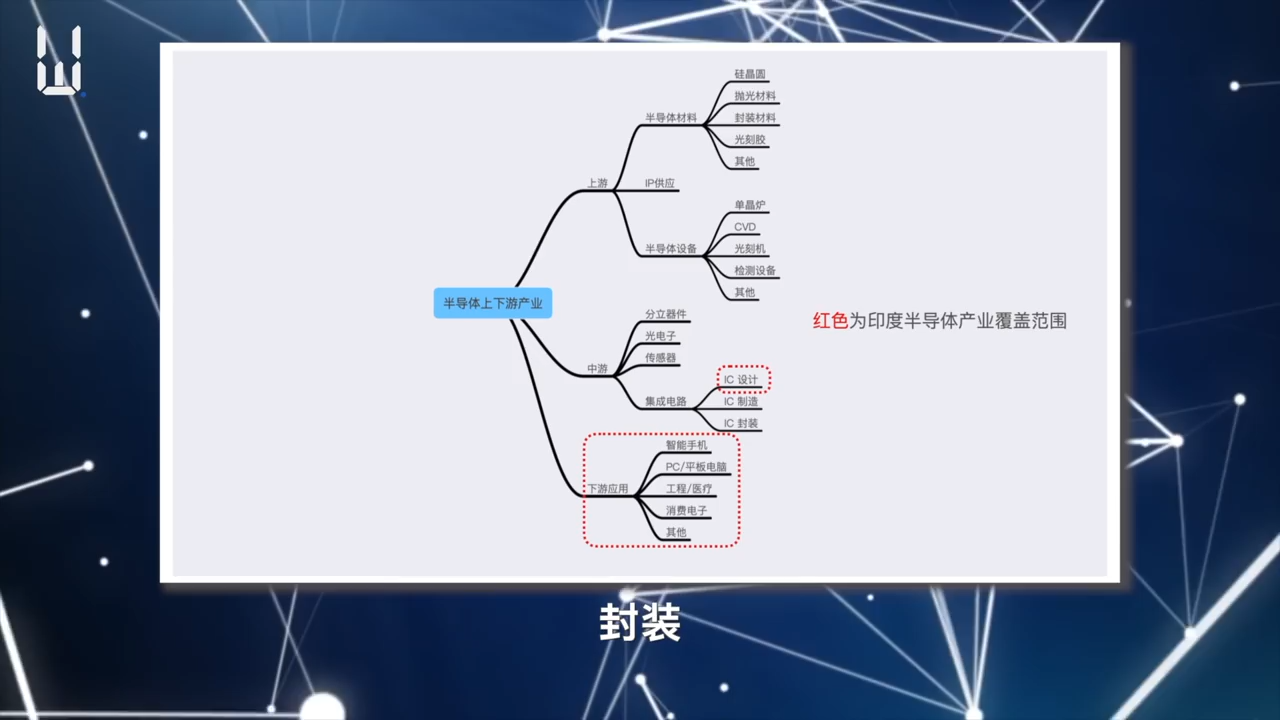 硅晶圆
抛光材料
半导体材料
封装材料
光刻胶
其他
上游
IP供应
单晶炉
CVD
半导体设备
光刻机
检测设备
其他
半导体上下游产业
分立器件
红色为印度半导体产业覆盖范围
光电子
传感器
中游
IC 设计
集成电路
IC 制造
IC 封装
智能手机
PC/平板电脑
下游应用
工程/医疗
消费电子
其他
封装